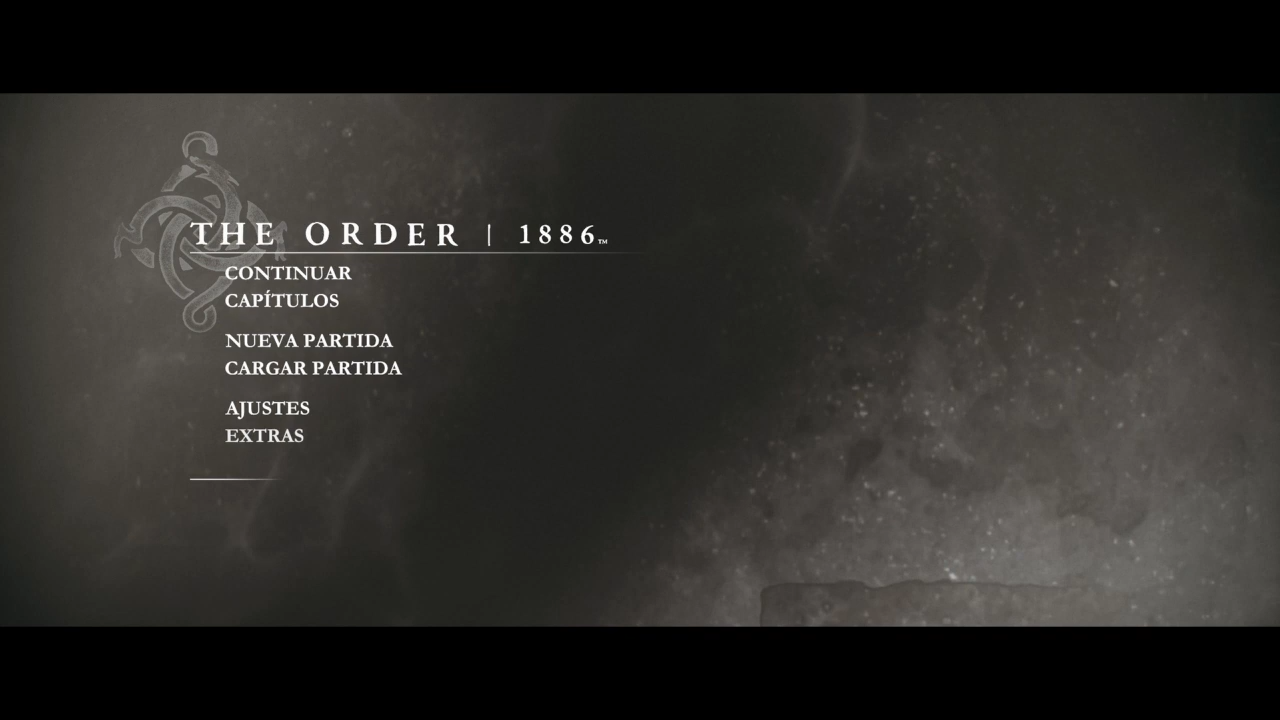 THE ORDER | 1886™
CONTINUAR
CAPÍTULOS
NUEVA PARTIDA
CARGAR PARTIDA
AJUSTES
EXTRAS